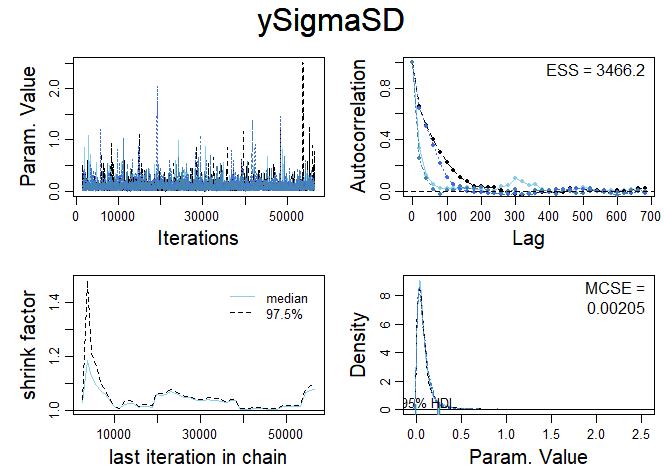 ySigmaSD
Param. Value
0.0 1.0 2.0
0 10000 30000 50000
Iterations
Autocorrelation
0.0 0.4 0.8
ESS = 3466.2
0 100 200 300 400 500 600 700
Lag
shrink factor
1.0 1.2 1.4
median
97.5%
10000 30000 50000
last iteration in chain
Density
0 2 4 6 8
MCSE =
0.00205
95% HDI
0.0 0.5 1.0 1.5 2.0 2.5
Param. Value